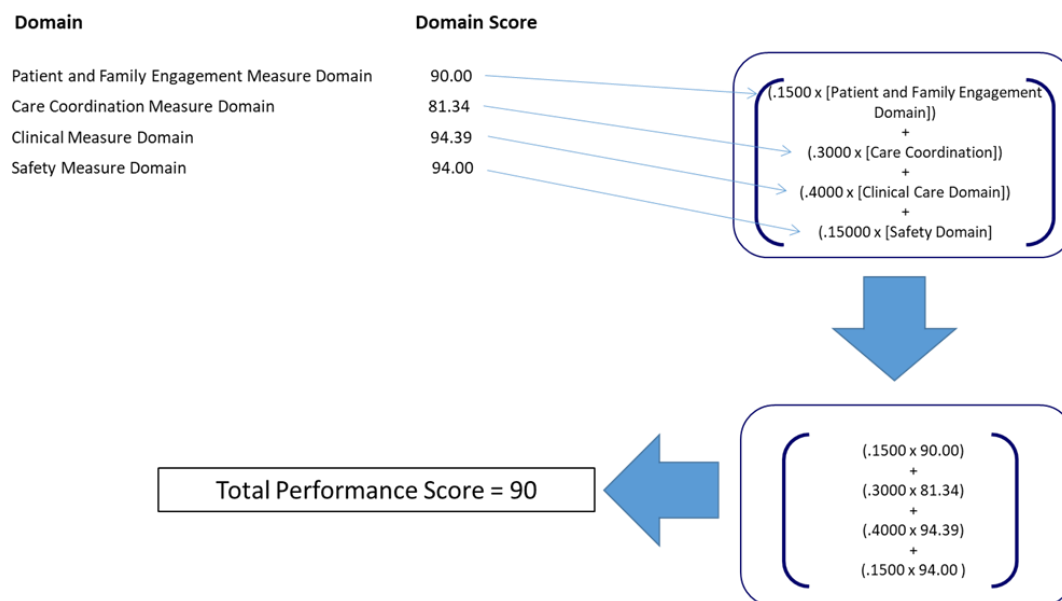 Domain Domain Score
Patient and Family Engagement Measure Domain 90.00
Care Coordination Measure Domain 81.34
Clinical Measure Domain 94.39
Safety Measure Domain 94.00
(.1500 x [Patient and Family Engagement
Domain])
+
(.3000 x [Care Coordination])
+
(.4000 x [Clinical Care Domain])
+
(.15000 x [Safety Domain]
(.1500 x 90.00)
+
(.3000 x 81.34)
+
(.4000 x 94.39)
+
(.1500 x 94.00 )
Total Performance Score = 90